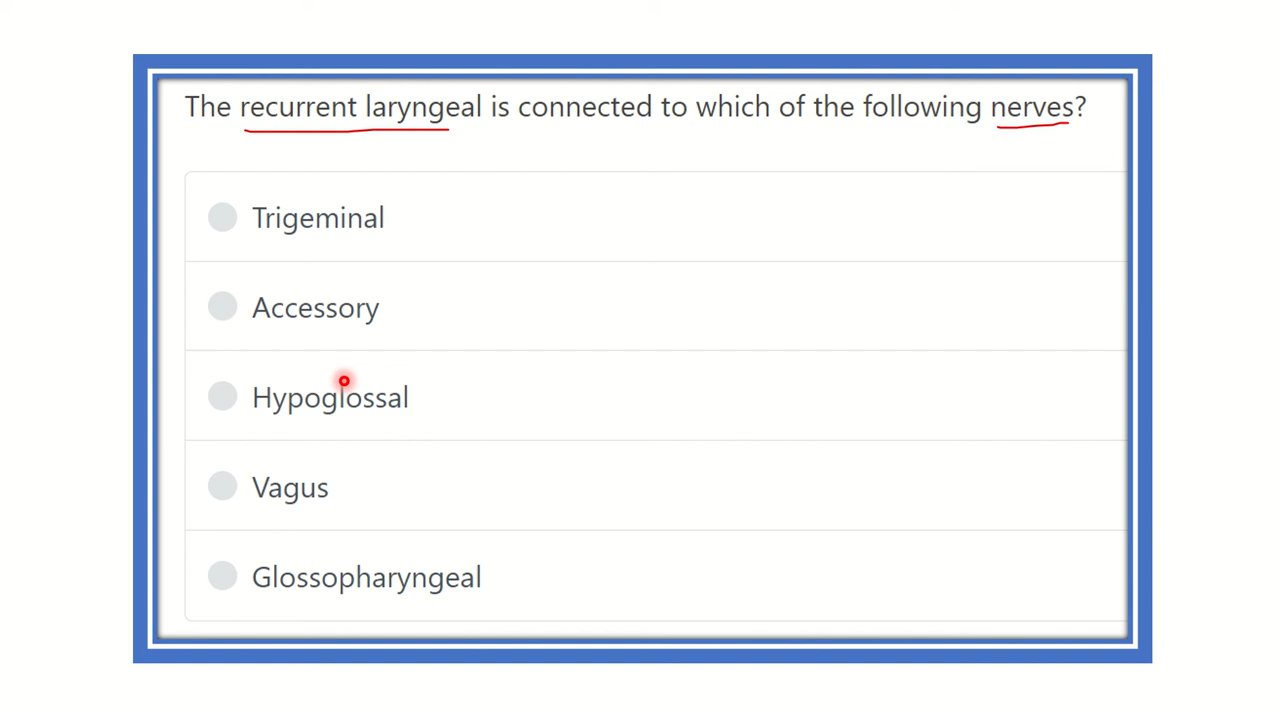 The recurrent laryngeal is connected to which of the following nerves?
Trigeminal
Accessory
Hypoglossal
Vagus
Glossopharyngeal